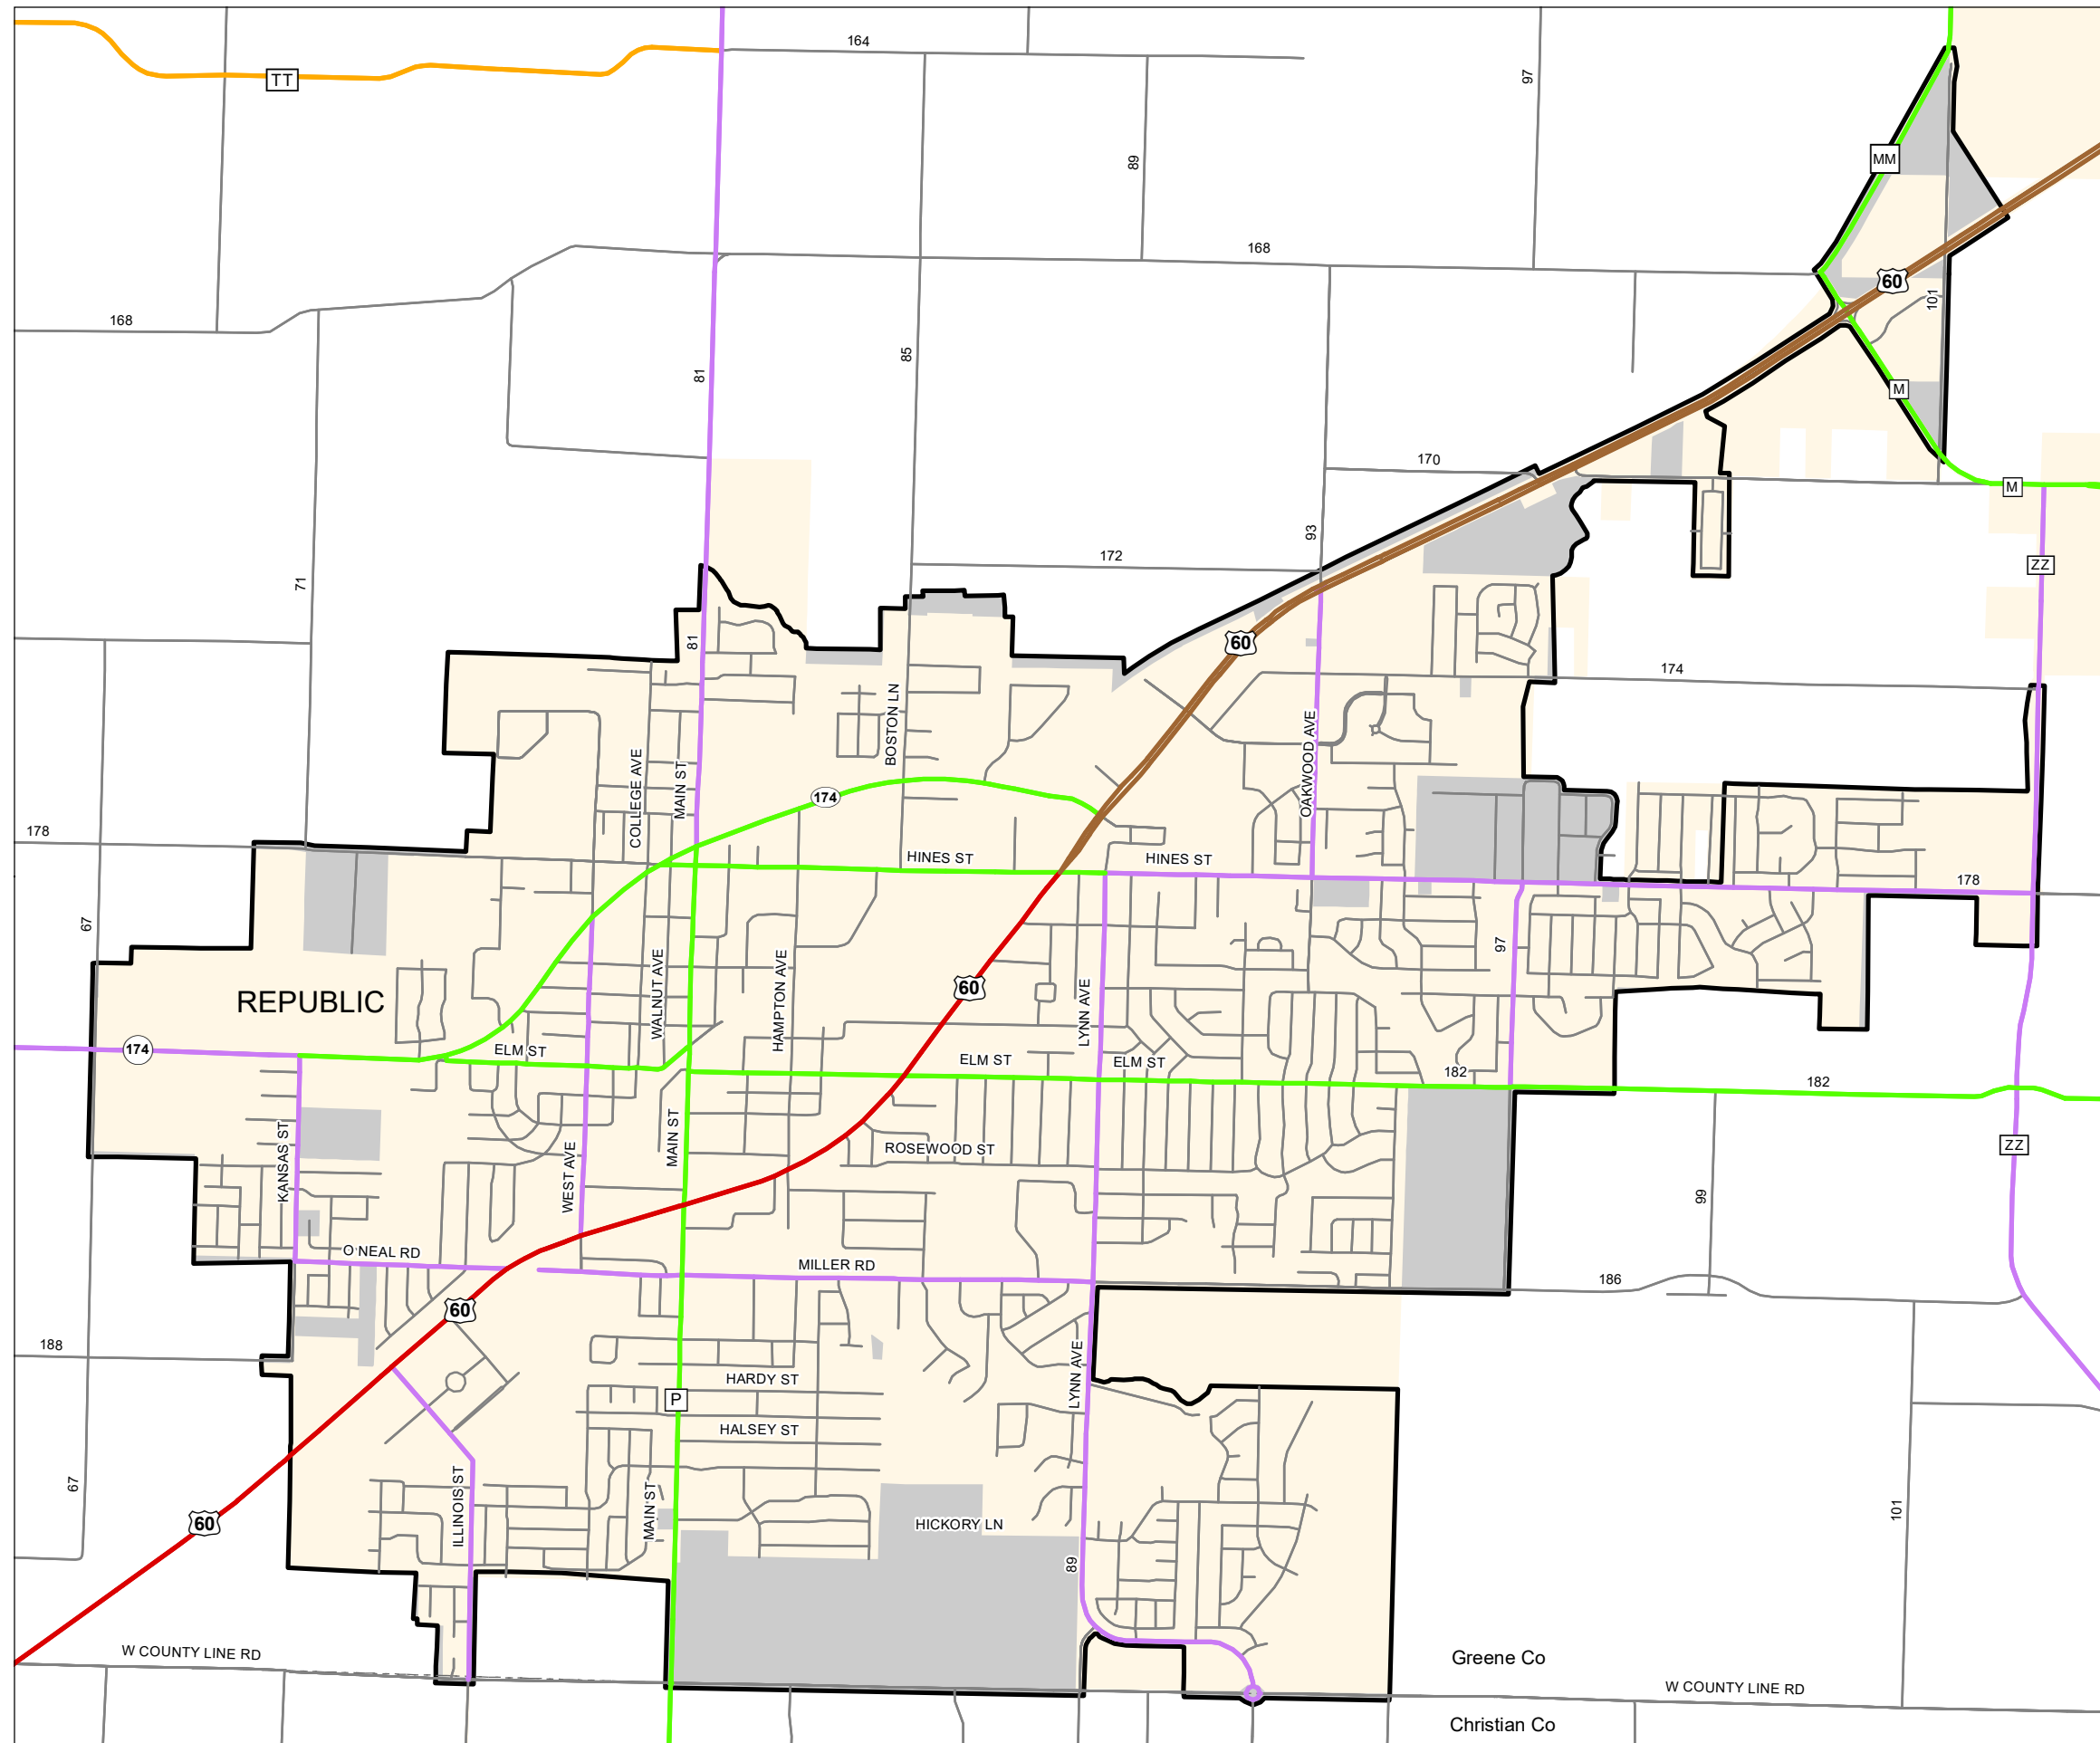 164
97
TT
89
MM
168
60
101
168
85
81
M
170
M
93
172
ZZ
71
60
81
174
BOSTON LN
OAKWOOD AVE
COLLEGE AVE
MAIN ST
174
178
HINES ST
HINES ST
178
67
97
WALNUT AVE
HAMPTON AVE
60
LYNN AVE
REPUBLIC
174
ELM ST
ELM ST
ELM ST
182
182
MAIN ST
ROSEWOOD ST
ZZ
KANSAS ST
WEST AVE
99
O'NEAL RD
MILLER RD
186
60
188
LYNN AVE
HARDY ST
P
HALSEY ST
67
ILLINOIS ST
MAIN ST
60
HICKORY LN
101
89
W COUNTY LINE RD
Greene Co
W COUNTY LINE RD
Christian Co